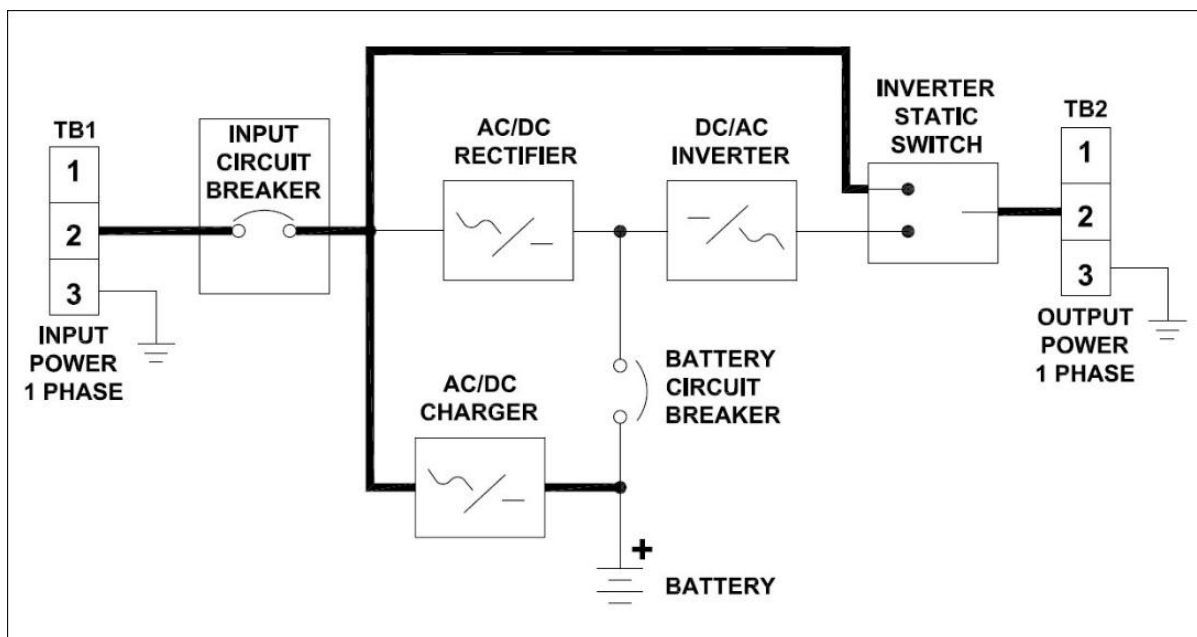 TB1
1
2
3
INPUT
POWER
1 PHASE
INPUT
CIRCUIT
BREAKER
AC/DC
RECTIFIER
DC/AC
INVERTER
INVERTER
STATIC
SWITCH
TB2
1
2
3
OUTPUT
POWER
1 PHASE
AC/DC
CHARGER
BATTERY
CIRCUIT
BREAKER
+
BATTERY